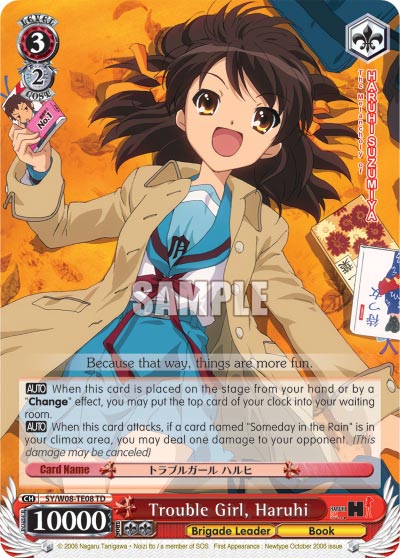 LEVEL
3
2
COST
No.1
The Melancholy of
HARUHI SUZUMIYA
SAMPLE
Because that way, things are more fun.
AUTO When this card is placed on the stage from your hand or by a
"Change" effect, you may put the top card of your clock into your waiting
room.
AUTO When this card attacks, if a card named "Someday in the Rain" is in
your climax area, you may deal one damage to your opponent. (This
damage may be canceled)
Card Name
トラブルガール ハルヒ
CH SY/W08-TE08 TD
10000
Trouble Girl, Haruhi
Brigade Leader
Book
© 2006 Nagaru Tanigawa • Noizi Ito / a member of SOS First Appearance : Newtype October 2006 issue